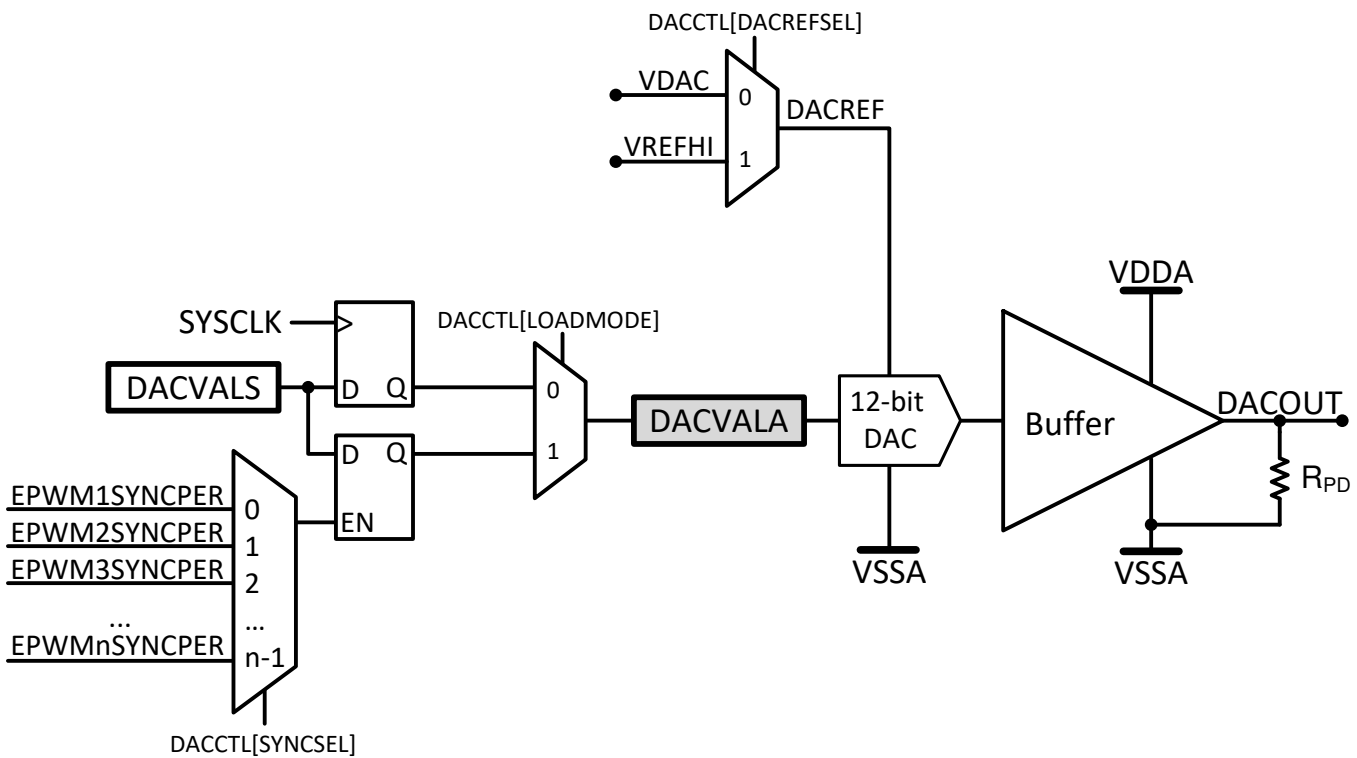 DACCTL[DACREFSEL]
VDAC
0
DACREF
VREFHI
1
VDDA
SYSCLK
DACCTL[LOADMODE]
DACVALS
D Q
0
DACVALA
12-bit
DAC
Buffer
DACOUT
D Q
1
RPD
EPWM1SYNCPER
0
EN
EPWM2SYNCPER
1
EPWM3SYNCPER
2
VSSA
VSSA
...
...
EPWMnSYNCPER
n-1
DACCTL[SYNCSEL]